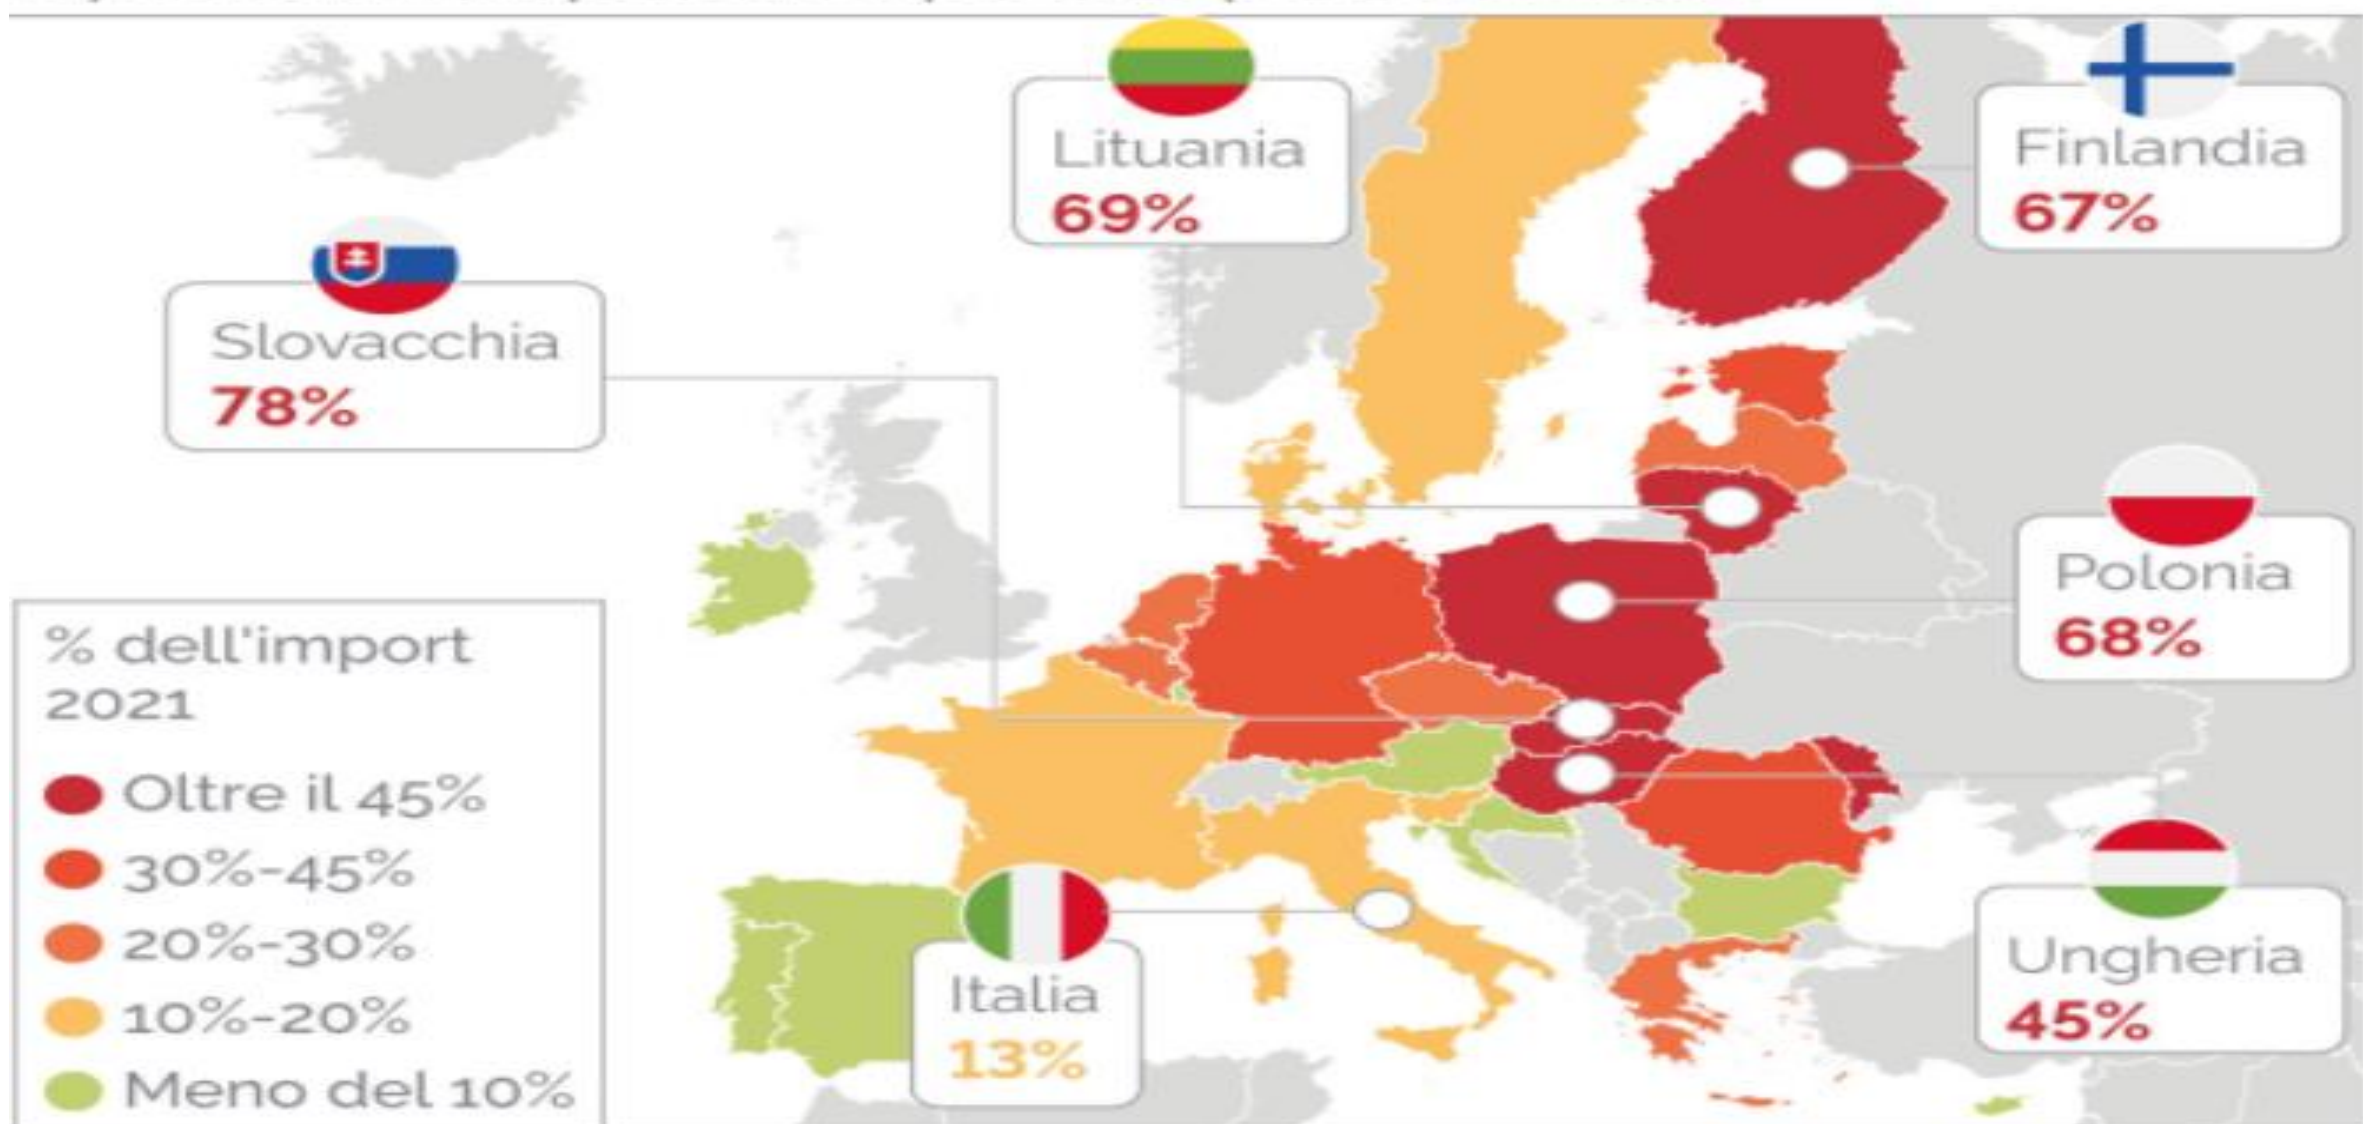 Lituania
69%
Finlandia
67%
Slovacchia
78%
Polonia
68%
% dell'import
2021
Oltre il 45%
30%-45%
20%-30%
10%-20%
Meno del 10%
Italia
13%
Ungheria
45%